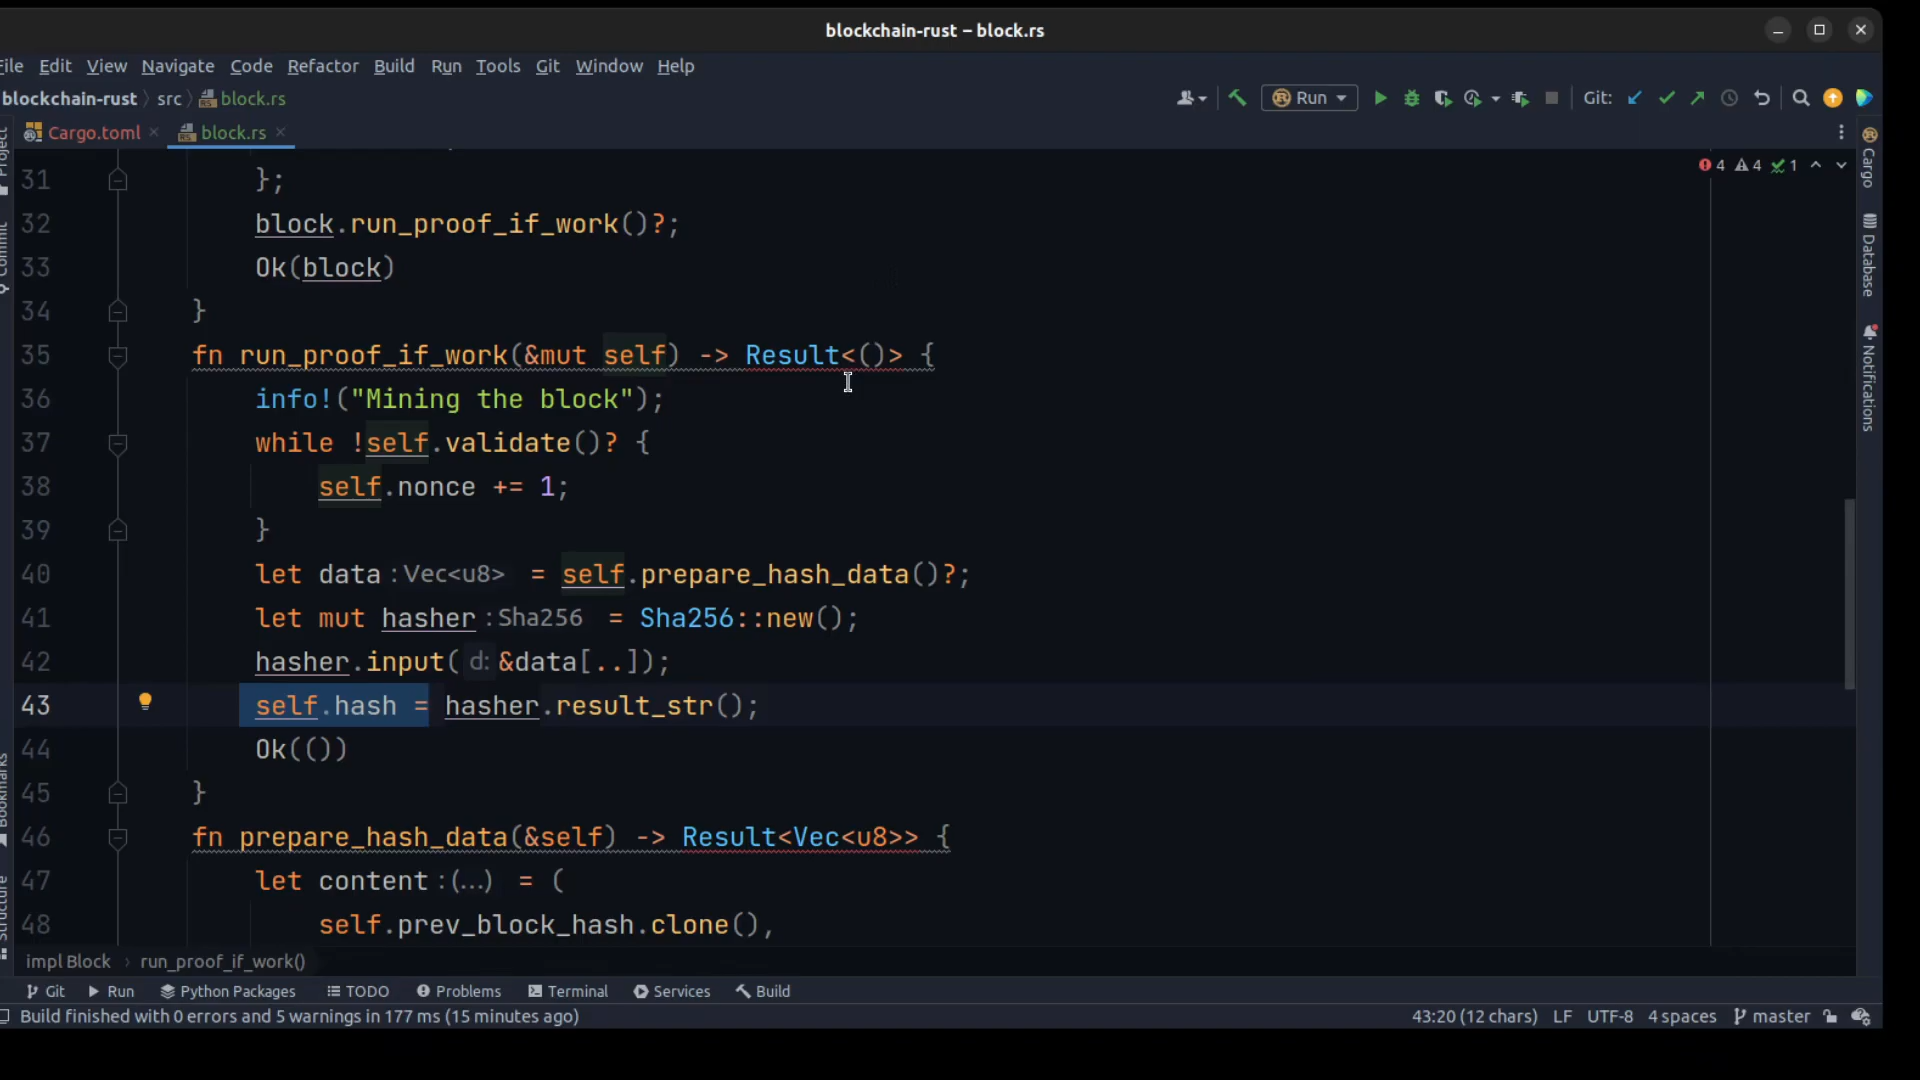 blockchain-rust – block.rs
File Edit View Navigate Code Refactor Build Run Tools Git Window Help
blockchain-rust src block.rs Run Git:
Cargo.toml block.rs
4 4 1
31 };
32 block.run_proof_if_work()?;
33 Ok(block)
34 }
35 fn run_proof_if_work(&mut self) -> Result<()> {
36 info!("Mining the block");
37 while !self.validate()? {
38 self.nonce += 1;
39 }
40 let data: Vec<u8> = self.prepare_hash_data()?;
41 let mut hasher: Sha256 = Sha256::new();
42 hasher.input( d: &data[..]);
43 self.hash = hasher.result_str();
44 Ok(())
45 }
46 fn prepare_hash_data(&self) -> Result<Vec<u8>> {
47 let content: (...) = (
48 self.prev_block_hash.clone(),
Project
Commit
Bookmarks
Structure
Cargo
Database
Notifications
impl Block › run_proof_if_work()
Git Run Python Packages TODO Problems Terminal Services Build
Build finished with 0 errors and 5 warnings in 177 ms (15 minutes ago) 43:20 (12 chars) LF UTF-8 4 spaces master